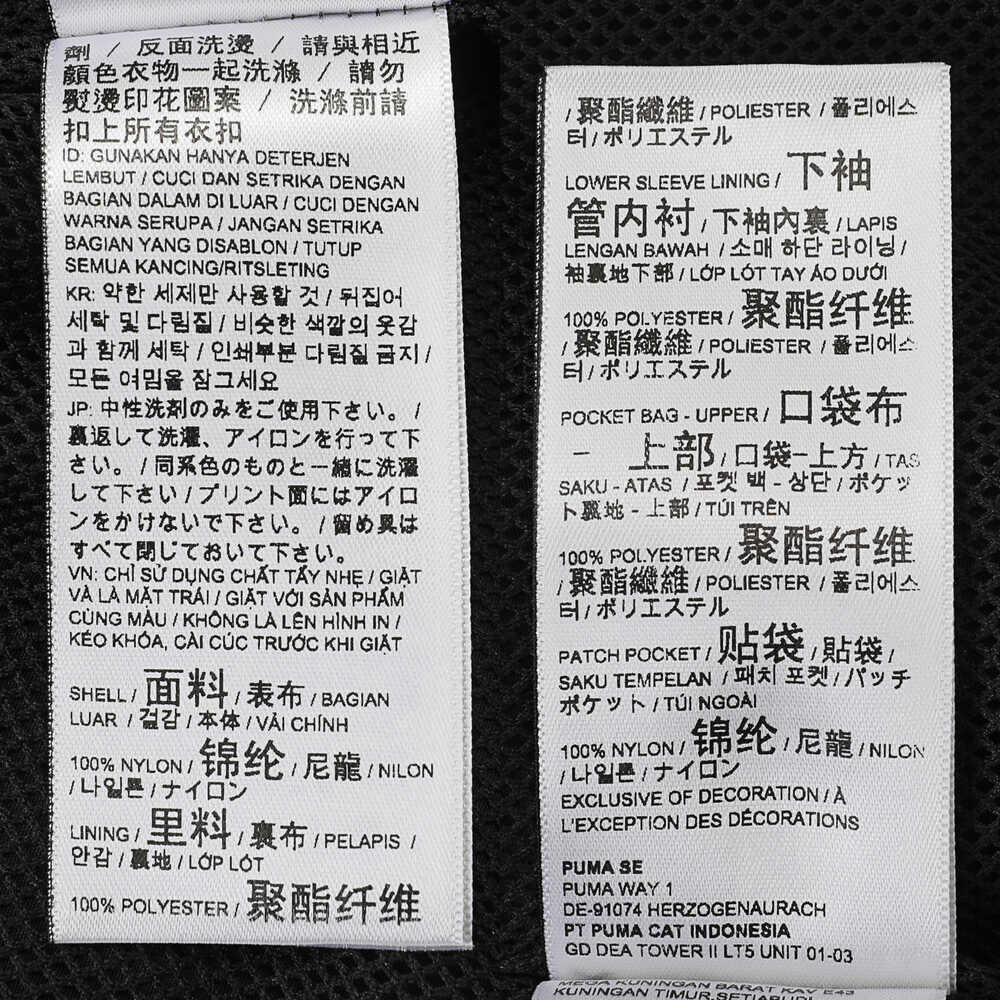 劑 / 反面洗燙 / 請與相近
顏色衣物一起洗滌 / 請勿
熨燙印花圖案 / 洗滌前請
扣上所有衣扣
ID: GUNAKAN HANYA DETERJEN
LEMBUT / CUCI DAN SETRIKA DENGAN
BAGIAN DALAM DI LUAR / CUCI DENGAN
WARNA SERUPA / JANGAN SETRIKA
BAGIAN YANG DISABLON / TUTUP
SEMUA KANCING/RITSLETING
KR: 약한 세제만 사용할 것 / 뒤집어
세탁 및 다림질 / 비슷한 색깔의 옷감
과 함께 세탁 / 인쇄부분 다림질 금지 /
모든 여밈을 잠그세요
JP: 中性洗剤のみをご使用下さい。 /
裏返して洗濯、アイロンを行って下
さい。 / 同系色のものと一緒に洗濯
して下さい / プリント面にはアイロ
ンをかけないで下さい。 / 留め具は
すべて閉じておいて下さい。
VN: CHỈ SỬ DỤNG CHẤT TẨY NHẸ / GIẶT
VÀ LÀ MẶT TRÁI / GIẶT VỚI SẢN PHẨM
CÙNG MÀU / KHÔNG LÀ LÊN HÌNH IN /
KÉO KHÓA, CÀI CÚC TRƯỚC KHI GIẶT
SHELL / 面料 / 表布 / BAGIAN
LUAR / 겉감 / 本体 / VẢI CHÍNH
100% NYLON / 锦纶 / 尼龍 / NILON
/ 나일론 / ナイロン
LINING / 里料 / 裏布 / PELAPIS /
안감 / 裏地 / LỚP LÓT
100% POLYESTER / 聚酯纤维
/ 聚酯纖維 / POLIESTER / 폴리에스
터 / ポリエステル
LOWER SLEEVE LINING / 下袖
管内衬 / 下袖內裏 / LAPIS
LENGAN BAWAH / 소매 하단 라이닝 /
袖裏地下部 / LỚP LÓT TAY ÁO DƯỚI
100% POLYESTER / 聚酯纤维
/ 聚酯纖維 / POLIESTER / 폴리에스
터 / ポリエステル
POCKET BAG - UPPER / 口袋布
- 上部 / 口袋-上方 / TAS
SAKU - ATAS / 포켓 백 - 상단 / ポケッ
ト裏地 - 上部 / TÚI TRÊN
100% POLYESTER / 聚酯纤维
/ 聚酯纖維 / POLIESTER / 폴리에스
터 / ポリエステル
PATCH POCKET / 贴袋 / 貼袋 /
SAKU TEMPELAN / 패치 포켓 / パッチ
ポケット / TÚI NGOÀI
100% NYLON / 锦纶 / 尼龍 / NILON
/ 나일론 / ナイロン
EXCLUSIVE OF DECORATION / À
L'EXCEPTION DES DÉCORATIONS
PUMA SE
PUMA WAY 1
DE-91074 HERZOGENAURACH
PT PUMA CAT INDONESIA
GD DEA TOWER II LT5 UNIT 01-03
MEGA KUNINGAN BARAT KAV E43
KUNINGAN TIMUR, SETIABUDI